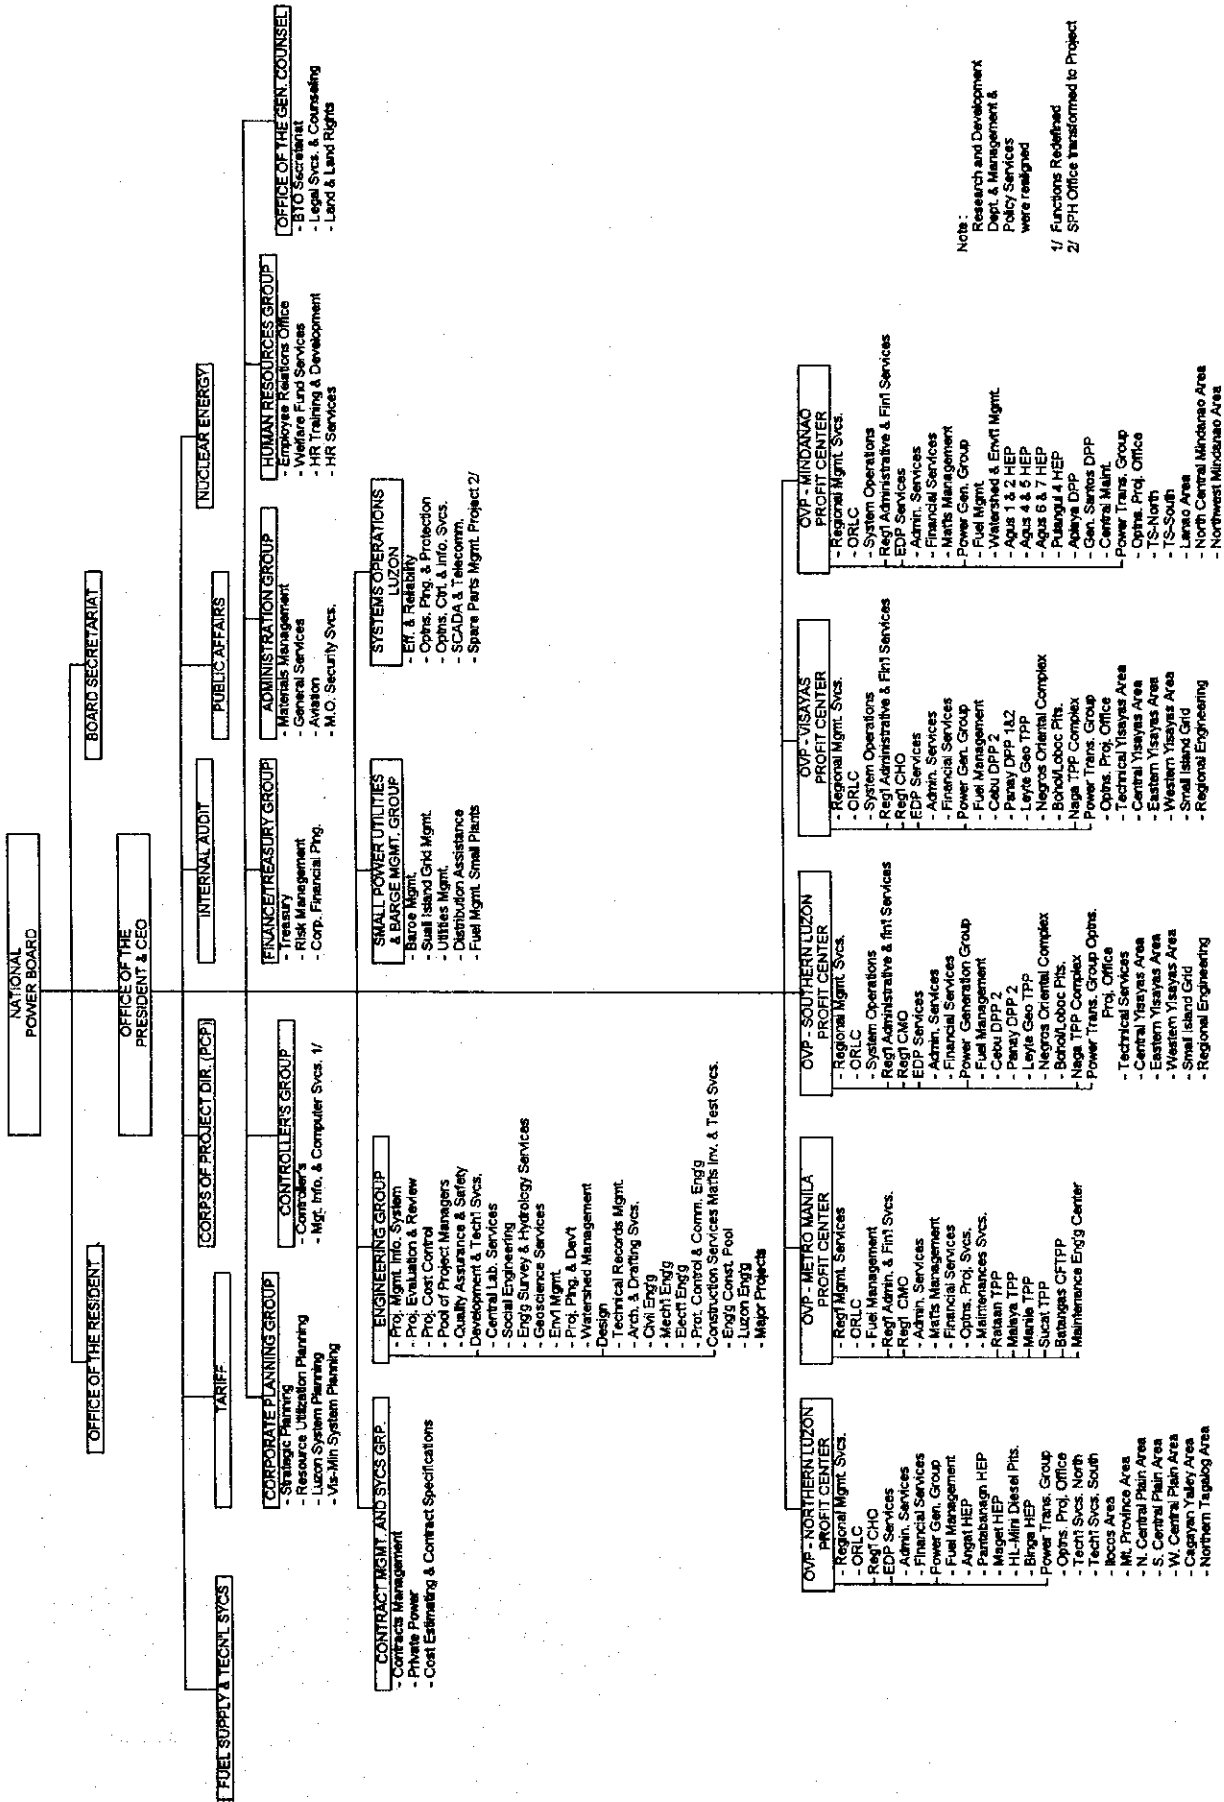 NATIONAL
POWER BOARD
OFFICE OF THE RESIDENT
BOARD SECRETARIAT
OFFICE OF THE
PRESIDENT & CEO
FUEL SUPPLY & TECN'L SYCS
TARIFF
CORPS OF PROJECT DIR. (PCP)
INTERNAL AUDIT
PUBLIC AFFAIRS
NUCLEAR ENERGY
CORPORATE PLANNING GROUP
- Strategic Planning
- Resource Utilization Planning
- Luzon System Planning
- Vis-Min System Planning
CONTROLLER'S GROUP
- Controller's
- Mgt. Info. & Computer Svcs. 1/
FINANCE/TREASURY GROUP
- Treasury
- Risk Management
- Corp. Financial Png.
ADMINISTRATION GROUP
- Materials Management
- General Services
- Aviation
- M.O. Security Svcs.
HUMAN RESOURCES GROUP
- Employee Relations Office
- Welfare Fund Services
- HR Training & Development
- HR Services
OFFICE OF THE GEN. COUNSEL
- BTO Secretariat
- Legal Svcs. & Counseling
- Land & Land Rights
CONTRACT MGMT. AND SYCS GRP.
- Contracts Management
- Private Power
- Cost Estimating & Contract Specifications
ENGINEERING GROUP
- Proj. Mgmt. Info. System
- Proj. Evaluation & Review
- Proj. Cost Control
- Pool of Project Managers
- Quality Assurance & Safety
Development & Tech'l Svcs.
- Central Lab. Services
- Social Engineering
- Eng'g Survey & Hydrology Services
- Geoscience Services
- Env'l Mgmt.
- Proj. Png. & Dev't
- Watershed Management
Design
- Technical Records Mgmt.
- Arch. & Drafting Svcs.
- Civil Eng'g
- Mech'l Eng'g
- Elect'l Eng'g
- Prot. Control & Comm. Eng'g
Construction Services Mat'ls Inv. & Test Svcs.
- Eng'g Const. Pool
- Luzon Eng'g
- Major Projects
SMALL POWER UTILITIES
& BARGE MGMT. GROUP
- Baroe Mgmt.
- Suall Island Grid Mgmt.
- Utilities Mgmt.
- Distribution Assistance
- Fuel Mgmt. Small Plants
SYSTEMS OPERATIONS
LUZON
- Eff. & Reliability
- Optns. Png. & Protection
- Optns, Ctrl. & Info. Svcs.
- SCADA & Telecomm.
- Spare Parts Mgmt. Project 2/
OVP - NORTHERN LUZON
PROFIT CENTER
- Regional Mgmt. Svcs.
- ORLC
- Reg'l CHO
- EDP Services
- Admin. Services
- Financial Services
Power Gen. Group
- Fuel Management
- Angat HEP
- Pantabanagn HEP
- Maget HEP
- HL-Mini Diesel Plts.
- Binga HEP
Power Trans. Group
- Optns. Proj. Office
- Tech'l Svcs. North
- Tech'l Svcs. South
- Ilocos Area
- Mt. Province Area
- N. Central Plain Area
- S. Central Plain Area
- W. Central Plain Area
- Cagayan Yalley Area
- Northern Tagalog Area
OVP - METRO MANILA
PROFIT CENTER
- Reg'l Mgmt. Services
- ORLC
- Fuel Management
Reg'l Admin. & Fin'l Svcs.
- Reg'l CMO
- Admin. Services
- Mat'ls Management
- Financial Services
- Optns. Proj. Svcs.
- Maintenances Svcs.
- Rataan TPP
- Malaya TPP
- Manile TPP
- Sucat TPP
- Batangas CFTPP
- Maintenance Eng'g Center
OVP - SOUTHERN LUZON
PROFIT CENTER
- Regional Mgmt. Svcs.
- ORLC
- System Operations
Reg'l Administrative & fin'l Services
- Reg'l CMO
- EDP Services
- Admin. Services
- Financial Services
Power Generation Group
- Fuel Management
- Cebu DPP 2
- Panay DPP 2
- Leyte Geo TPP
- Negros Oriental Complex
- Bohol/Loboc Plts.
- Naga TPP Complex
Power Trans. Group Optns.
Proj. Office
- Technical Services
- Central Yisayas Area
- Eastern Yisayas Area
- Western Yisayas Area
- Small Island Grid
- Regional Engineering
OVP - VISAYAS
PROFIT CENTER
- Regional Mgmt. Svcs.
- ORLC
- System Operations
Reg'l Administrative & Fin'l Services
- Reg'l CHO
- EDP Services
- Admin. Services
- Financial Services
Power Gen. Group
- Fuel Management
- Cebu DPP 2
- Panay DPP 1&2
- Leyte Geo TPP
- Negros Oriental Complex
- Bohol/Loboc Plts.
- Naga TPP Complex
Power Trans. Group
- Optns. Proj. Office
- Technical Yisayas Area
- Central Yisayas Area
- Eastern Yisayas Area
- Western Yisayas Area
- Small Island Grid
- Regional Engineering
OVP - MINDANAO
PROFIT CENTER
- Regional Mgmt. Svcs.
- ORLC
- System Operations
Reg'l Administrative & Fin'l Services
- EDP Services
- Admin. Services
- Financial Services
- Mat'ls Management
Power Gen. Group
- Fuel Mgmt.
- Watershed & Env't'l Mgmt.
- Agus 1 & 2 HEP
- Agus 4 & 5 HEP
- Agus 6 & 7 HEP
- Pulangui 4 HEP
- Aplaya DPP
- Gen. Santos DPP
- Central Maint.
Power Trans. Group
- Optns. Proj. Office
- TS-North
- TS-South
- Lanao Area
- North Central Mindanao Area
- Northwest Mindanao Area
Note:
Research and Development
Dept. & Management &
Policy Services
were realigned
1/ Functions Redefined
2/ SPH Office transformed to Project